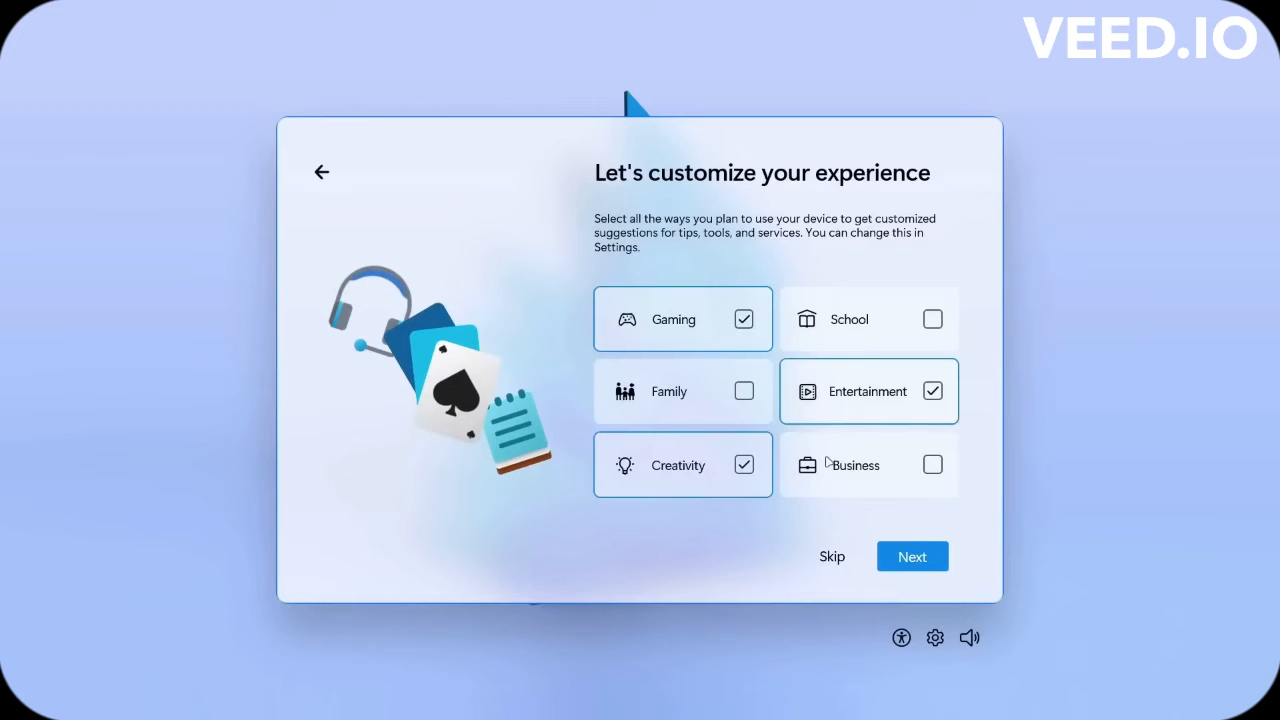 VEED.IO
Let's customize your experience
Select all the ways you plan to use your device to get customized
suggestions for tips, tools, and services. You can change this in
Settings.
Gaming
School
Family
Entertainment
Creativity
Business
Skip
Next